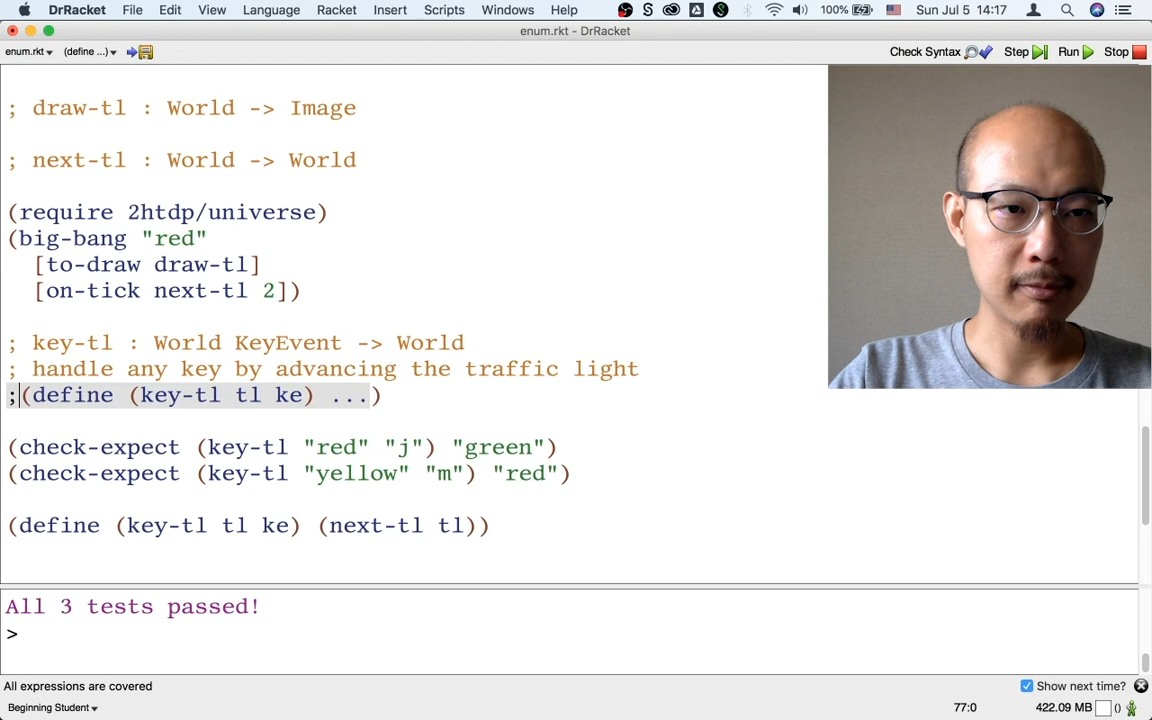 DrRacket File Edit View Language Racket Insert Scripts Windows Help 100% Sun Jul 5 14:17
enum.rkt - DrRacket
enum.rkt (define ...) Check Syntax Step Run Stop
; draw-tl : World -> Image
; next-tl : World -> World
(require 2htdp/universe)
(big-bang "red"
[to-draw draw-tl]
[on-tick next-tl 2])
; key-tl : World KeyEvent -> World
; handle any key by advancing the traffic light
;(define (key-tl tl ke) ...)
(check-expect (key-tl "red" "j") "green")
(check-expect (key-tl "yellow" "m") "red")
(define (key-tl tl ke) (next-tl tl))
All 3 tests passed!
>
All expressions are covered Show next time?
Beginning Student 77:0 422.09 MB ()